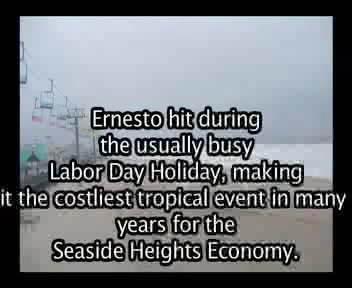 Ernesto hit during
the usually busy
Labor Day Holiday, making
it the costliest tropical event in many
years for the
Seaside Heights Economy.